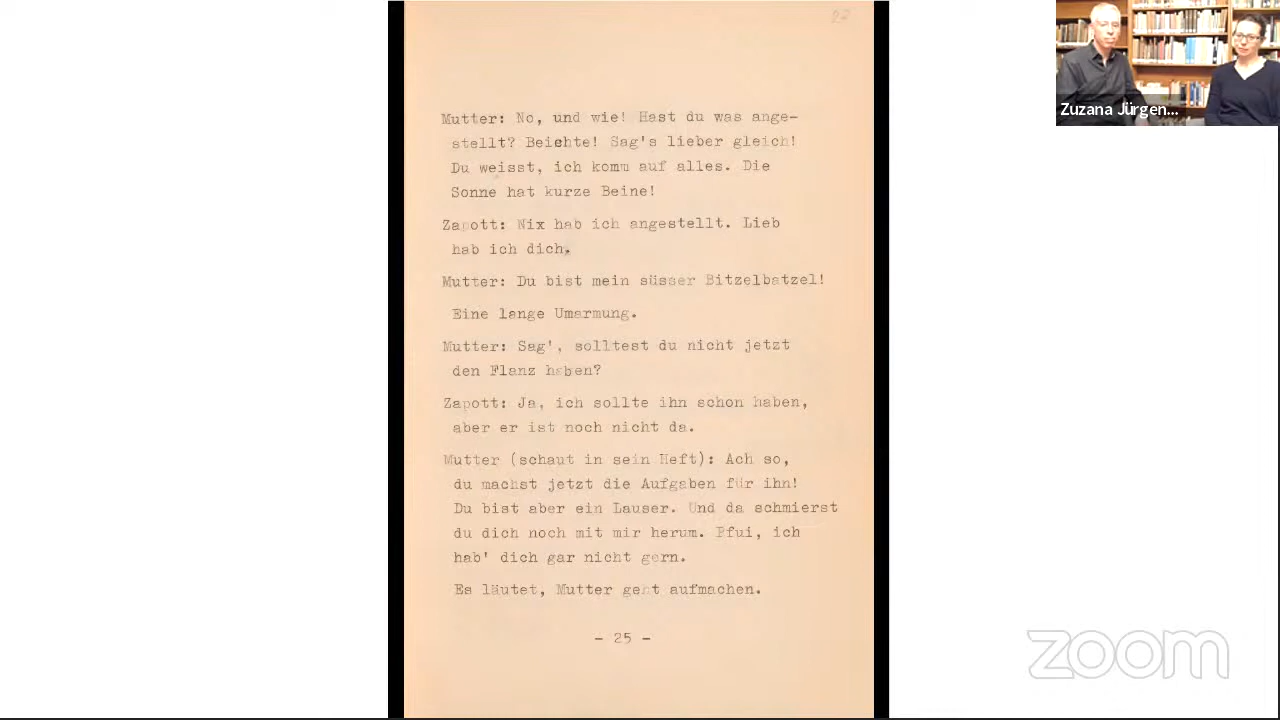 27
Mutter: No, und wie! Hast du was ange-
stellt? Beichte! Sag's lieber gleich!
Du weisst, ich komm auf alles. Die
Sonne hat kurze Beine!
Zapott: Nix hab ich angestellt. Lieb
hab ich dich.
Mutter: Du bist mein süsser Bitzelbatzel!
Eine lange Umarmung.
Mutter: Sag', solltest du nicht jetzt
den Flanz haben?
Zapott: Ja, ich sollte ihn schon haben,
aber er ist noch nicht da.
Mutter (schaut in sein Heft): Ach so,
du machst jetzt die Aufgaben für ihn!
Du bist aber ein Lauser. Und da schmierst
du dich noch mit mir herum. Pfui, ich
hab' dich gar nicht gern.
Es läutet, Mutter geht aufmachen.
- 25 -
Zuzana Jürgen...
zoom